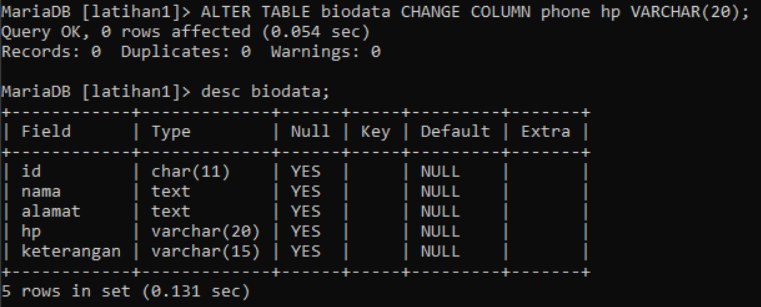 MariaDB [latihan1]> ALTER TABLE biodata CHANGE COLUMN phone hp VARCHAR(20);
Query OK, 0 rows affected (0.054 sec)
Records: 0  Duplicates: 0  Warnings: 0

MariaDB [latihan1]> desc biodata;
+------------+-------------+------+-----+---------+-------+
| Field      | Type        | Null | Key | Default | Extra |
+------------+-------------+------+-----+---------+-------+
| id         | char(11)    | YES  |     | NULL    |       |
| nama       | text        | YES  |     | NULL    |       |
| alamat     | text        | YES  |     | NULL    |       |
| hp         | varchar(20) | YES  |     | NULL    |       |
| keterangan | varchar(15) | YES  |     | NULL    |       |
+------------+-------------+------+-----+---------+-------+
5 rows in set (0.131 sec)